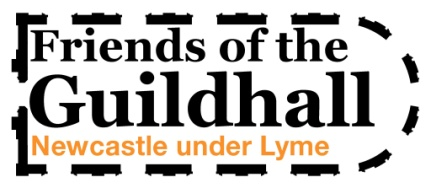 Friends of the
Guildhall
Newcastle under Lyme